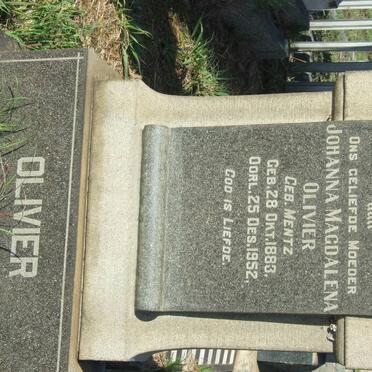 ONS GELIEFDE MOEDER
JOHANNA MAGDALENA
OLIVIER
GEB. MENTZ
GEB. 28 OKT. 1883,
OORL. 25 DES. 1952,
GOD IS LIEFDE.
OLIVIER